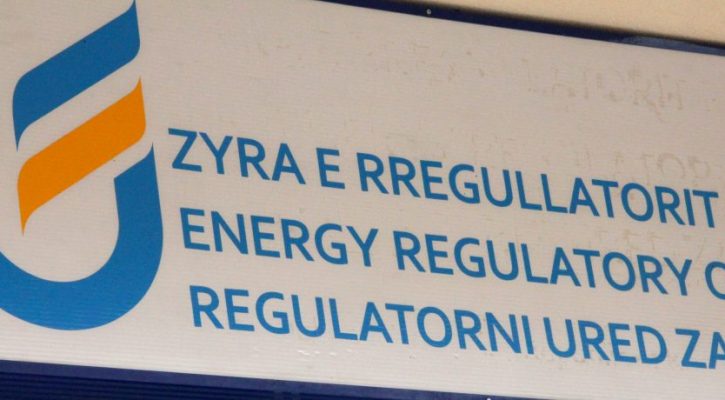 ZYRA E RREGULLATORIT
ENERGY REGULATORY
REGULATORNI URED ZA